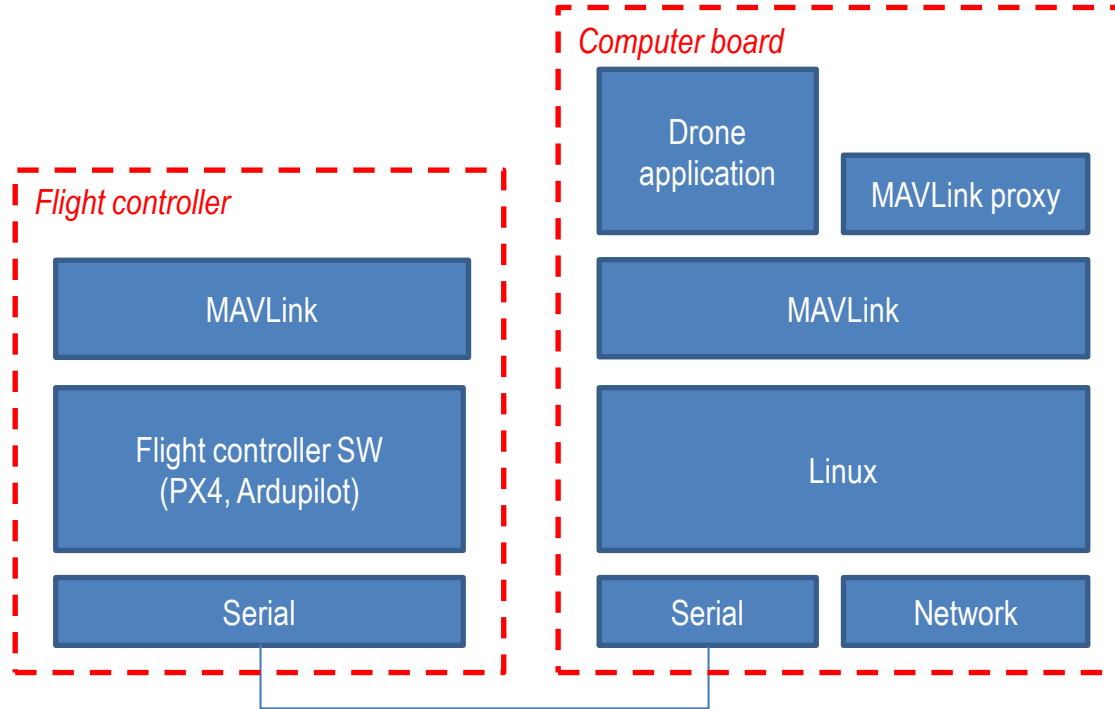 Computer board
Drone
application
MAVLink proxy
Flight controller
MAVLink
MAVLink
Flight controller SW
(PX4, Ardupilot)
Linux
Serial
Serial
Network